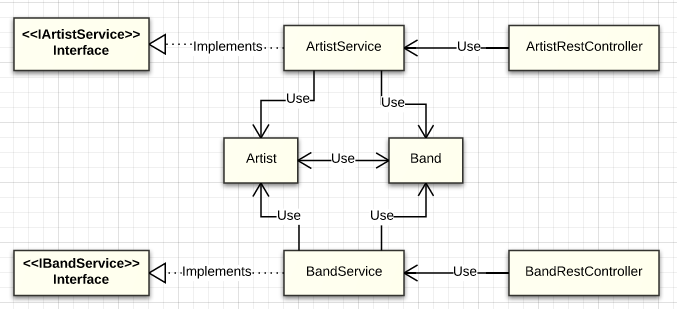 <<IArtistService>>
Interface
Implements
ArtistService
Use
ArtistRestController
Use
Use
Artist
Use
Band
Use
Use
<<IBandService>>
Interface
Implements
BandService
Use
BandRestController